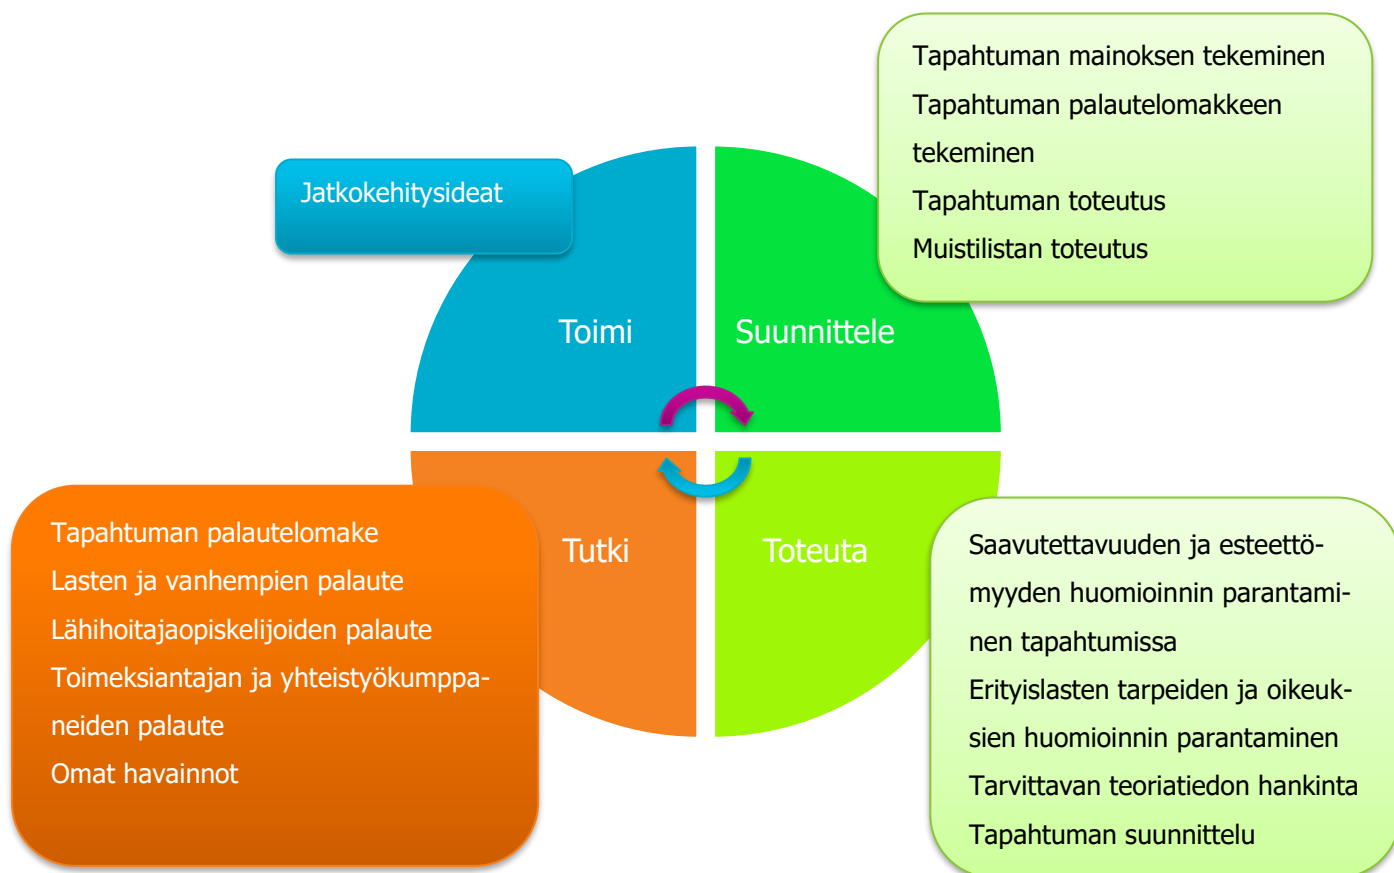 Tapahtuman mainoksen tekeminen
Tapahtuman palautelomakkeen
tekeminen
Tapahtuman toteutus
Muistilistan toteutus
Jatkokehitysideat
Toimi
Suunnittele
Tutki
Toteuta
Tapahtuman palautelomake
Lasten ja vanhempien palaute
Lähihoitajaopiskelijoiden palaute
Toimeksiantajan ja yhteistyökumppa-
neiden palaute
Omat havainnot
Saavutettavuuden ja esteettö-
myyden huomioinnin parantami-
nen tapahtumissa
Erityislasten tarpeiden ja oikeuk-
sien huomioinnin parantaminen
Tarvittavan teoriatiedon hankinta
Tapahtuman suunnittelu